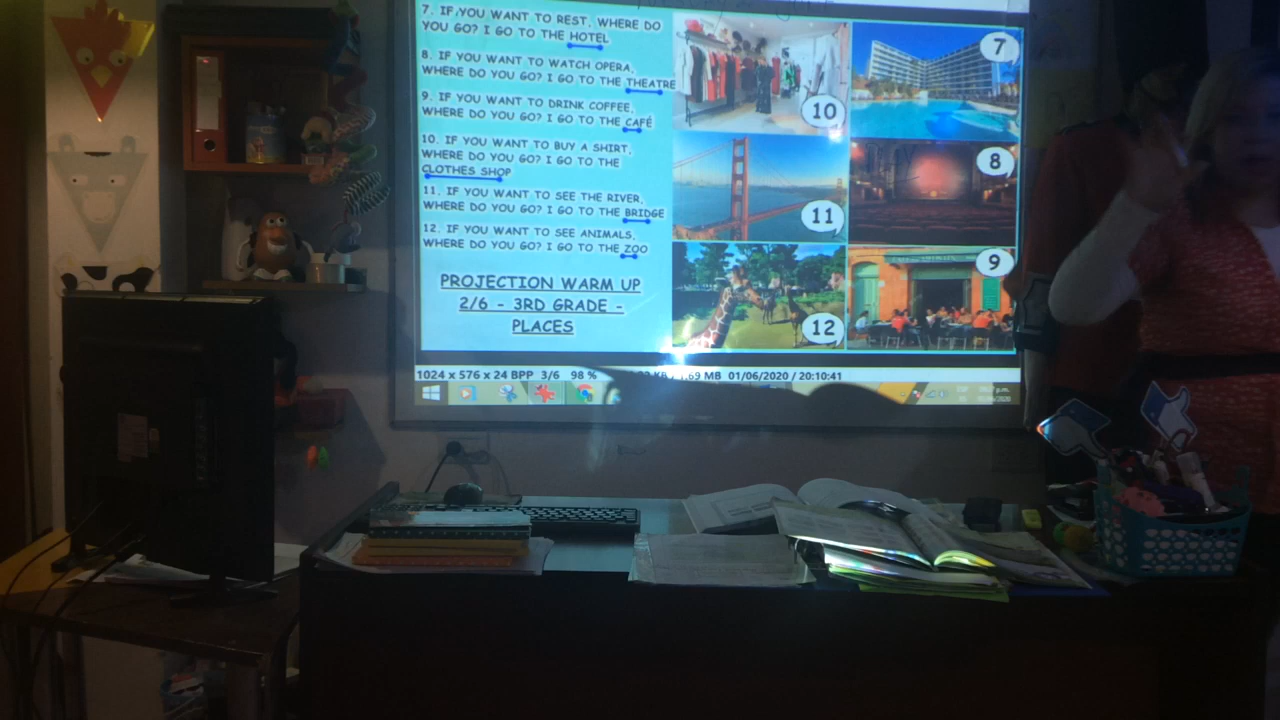 7. IF YOU WANT TO REST, WHERE DO
YOU GO? I GO TO THE HOTEL
8. IF YOU WANT TO WATCH OPERA,
WHERE DO YOU GO? I GO TO THE THEATRE
9. IF YOU WANT TO DRINK COFFEE,
WHERE DO YOU GO? I GO TO THE CAFÉ
10. IF YOU WANT TO BUY A SHIRT,
WHERE DO YOU GO? I GO TO THE
CLOTHES SHOP
11. IF YOU WANT TO SEE THE RIVER,
WHERE DO YOU GO? I GO TO THE BRIDGE
12. IF YOU WANT TO SEE ANIMALS,
WHERE DO YOU GO? I GO TO THE ZOO
PROJECTION WARM UP
2/6 - 3RD GRADE -
PLACES
10
7
11
8
12
9
1024 x 576 x 24 BPP 3/6 98 % MB 01/06/2020 / 20:10:41